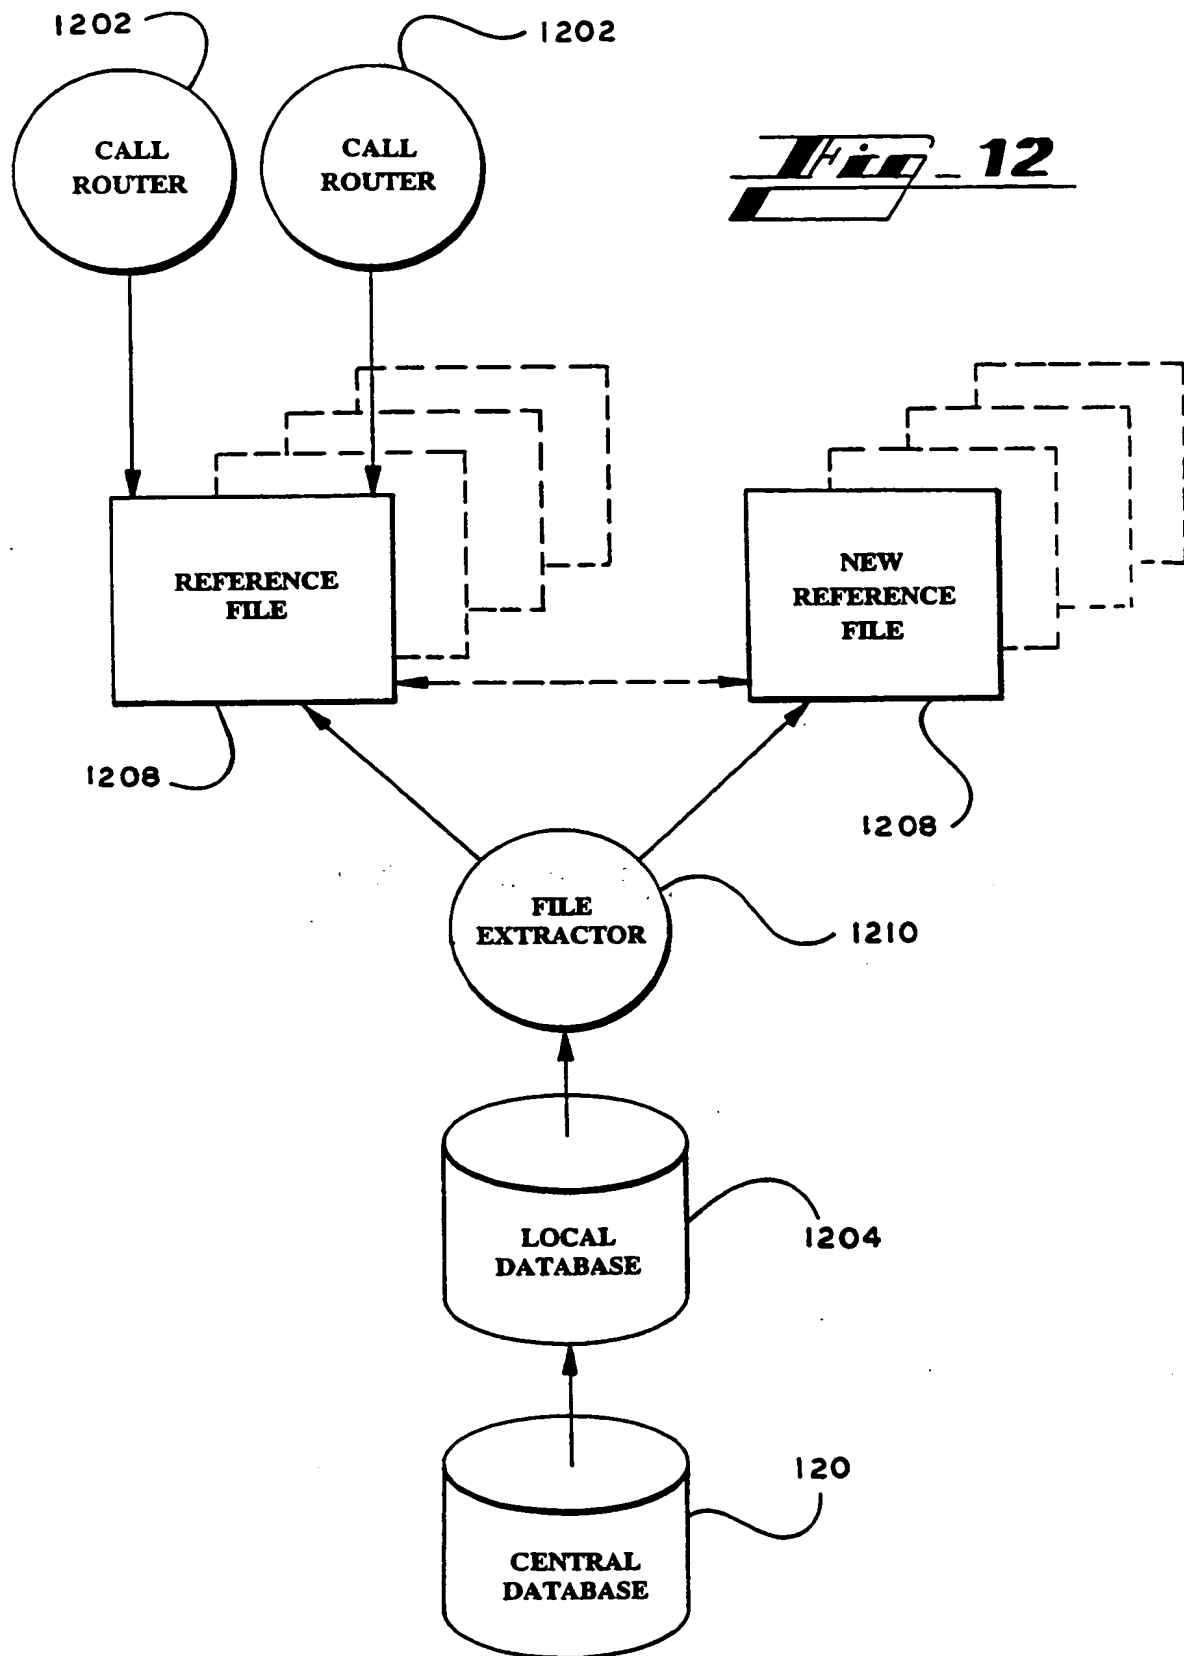 1202
1202
CALL
ROUTER
CALL
ROUTER
Fig_12
REFERENCE
FILE
NEW
REFERENCE
FILE
1208
1208
FILE
EXTRACTOR
1210
LOCAL
DATABASE
1204
CENTRAL
DATABASE
120